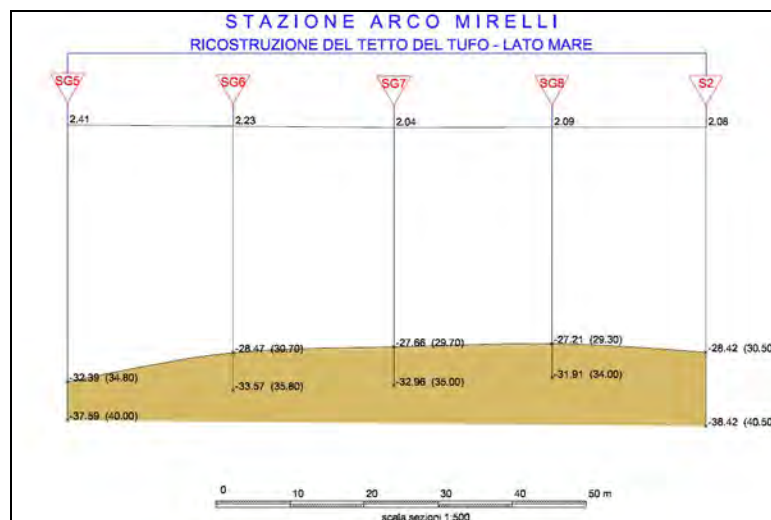 STAZIONE ARCO MIRELLI
RICOSTRUZIONE DEL TETTO DEL TUFO - LATO MARE
SG5 SG6 SG7 SG8 S2
2.41 2.23 2.04 2.09 2.08
-32.39 (34.80) -28.47 (30.70) -27.66 (29.70) -27.21 (29.30) -28.42 (30.50)
-37.59 (40.00) -33.57 (35.80) -32.96 (35.00) -31.91 (34.00) -38.42 (40.50)
0 10 20 30 40 50 m
scala sezioni 1:500